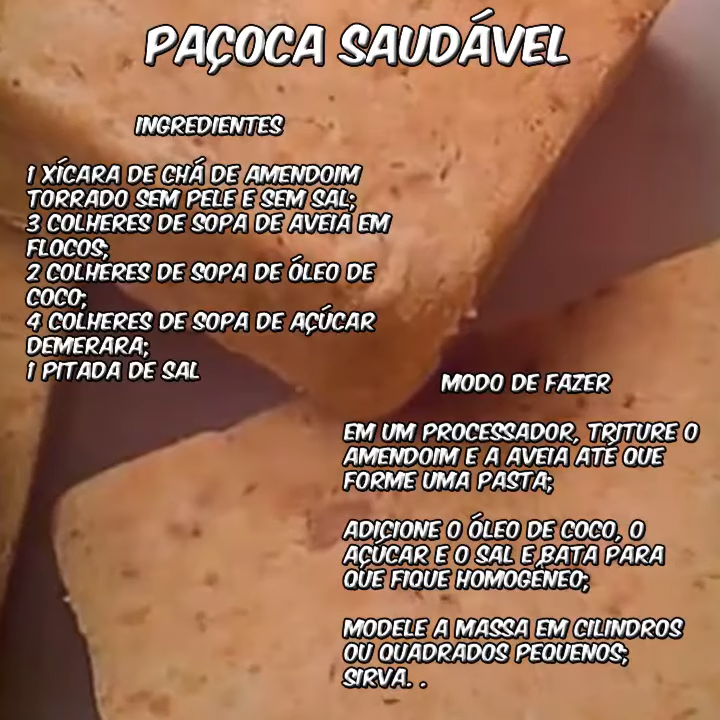 PAÇOCA SAUDÁVEL
INGREDIENTES
1 XÍCARA DE CHÁ DE AMENDOIM
TORRADO SEM PELE E SEM SAL;
3 COLHERES DE SOPA DE AVEIA EM
FLOCOS;
2 COLHERES DE SOPA DE ÓLEO DE
COCO;
4 COLHERES DE SOPA DE AÇÚCAR
DEMERARA;
1 PITADA DE SAL
MODO DE FAZER
EM UM PROCESSADOR, TRITURE O
AMENDOIM E A AVEIA ATÉ QUE
FORME UMA PASTA;
ADICIONE O ÓLEO DE COCO, O
AÇÚCAR E O SAL E BATA PARA
QUE FIQUE HOMOGÊNEO;
MODELE A MASSA EM CILINDROS
OU QUADRADOS PEQUENOS;
SIRVA. .